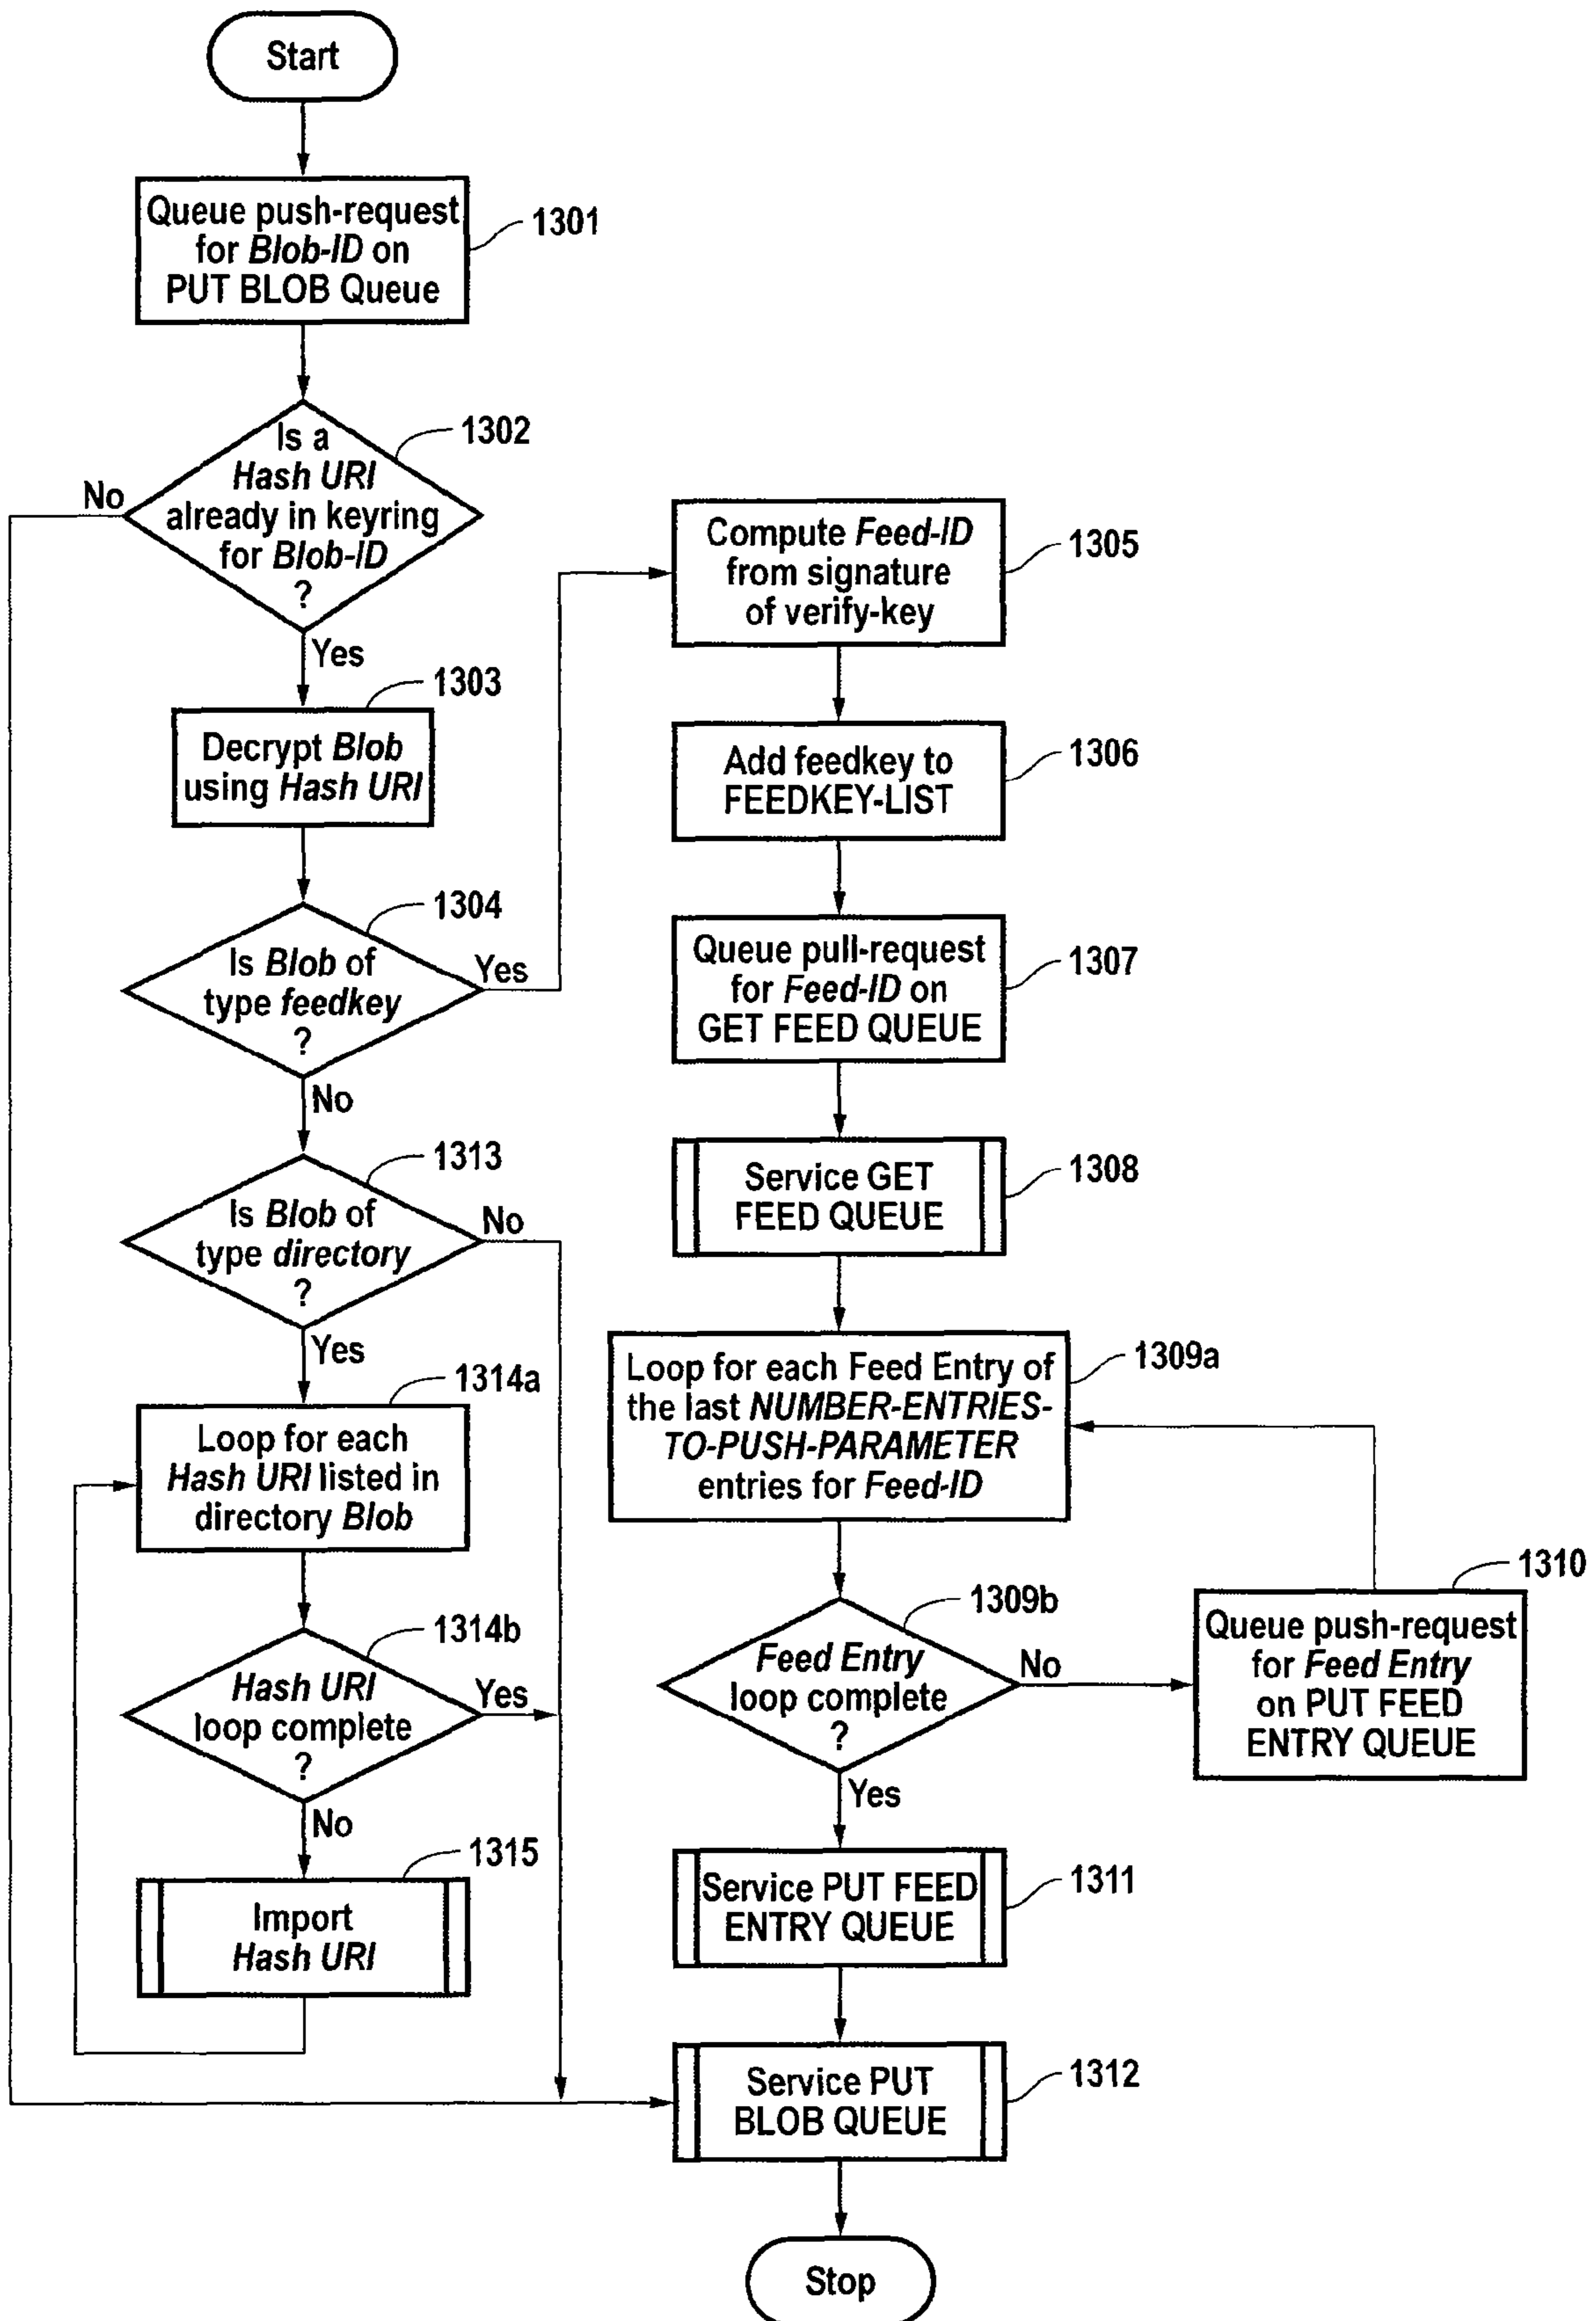 Start
Queue push-request
for Blob-ID on
PUT BLOB Queue
1301
Is a
Hash URI
already in keyring
for Blob-ID
?
1302
No
Yes
Decrypt Blob
using Hash URI
1303
Is Blob of
type feedkey
?
1304
Yes
No
Compute Feed-ID
from signature
of verify-key
1305
Add feedkey to
FEEDKEY-LIST
1306
Queue pull-request
for Feed-ID on
GET FEED QUEUE
1307
Service GET
FEED QUEUE
1308
Loop for each Feed Entry of
the last NUMBER-ENTRIES-
TO-PUSH-PARAMETER
entries for Feed-ID
1309a
Feed Entry
loop complete
?
1309b
No
Yes
Queue push-request
for Feed Entry
on PUT FEED
ENTRY QUEUE
1310
Service PUT FEED
ENTRY QUEUE
1311
Service PUT
BLOB QUEUE
1312
Is Blob of
type directory
?
1313
No
Yes
Loop for each
Hash URI listed in
directory Blob
1314a
Hash URI
loop complete
?
1314b
Yes
No
Import
Hash URI
1315
Stop